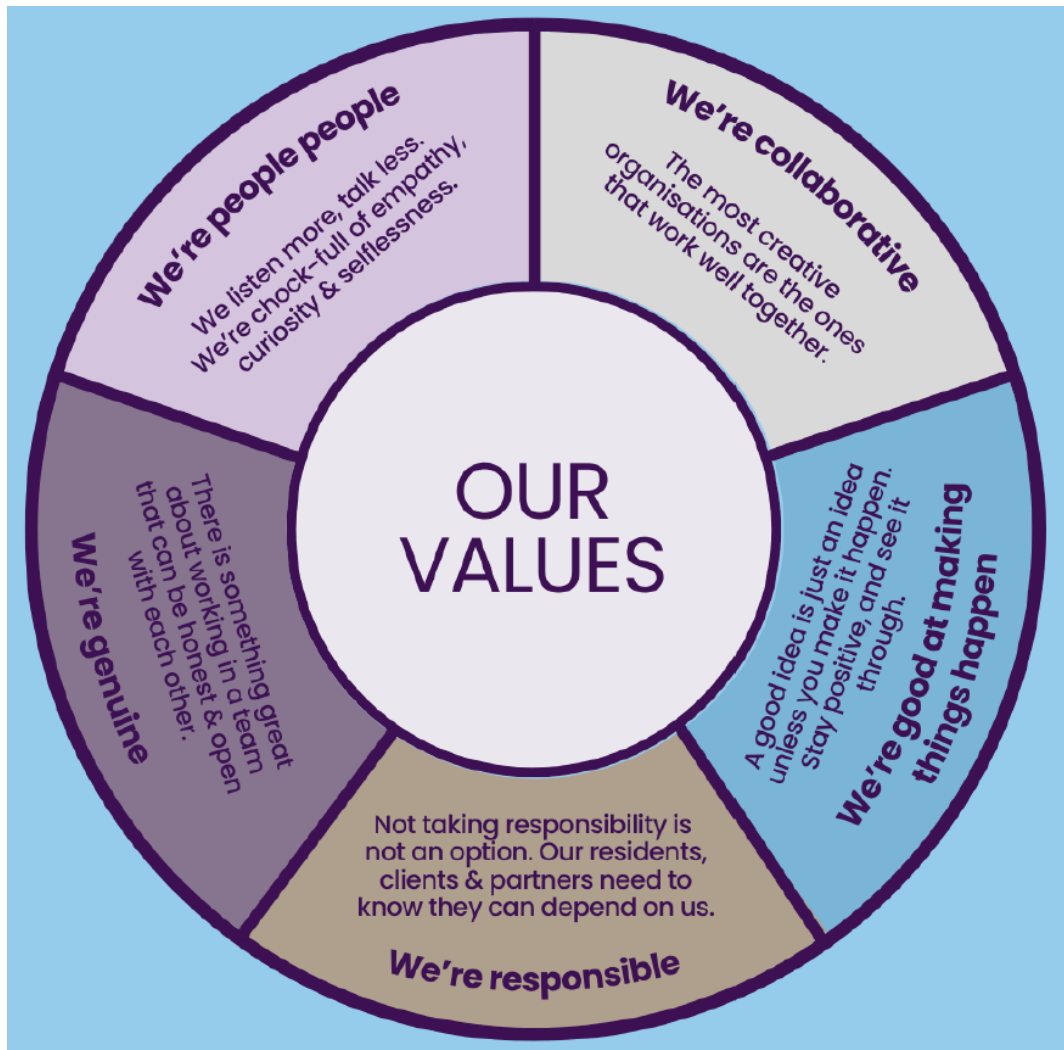 OUR
VALUES
We're collaborative
The most creative
organisations are the ones
that work well together.
We're good at making
things happen
A good idea is just an idea
unless you make it happen.
Stay positive, and see it
through.
Not taking responsibility is
not an option. Our residents,
clients & partners need to
know they can depend on us.
We're responsible
We're genuine
There is something great
about working in a team
that can be honest & open
with each other.
We're people people
We listen more, talk less.
We're chock-full of empathy,
curiosity & selflessness.